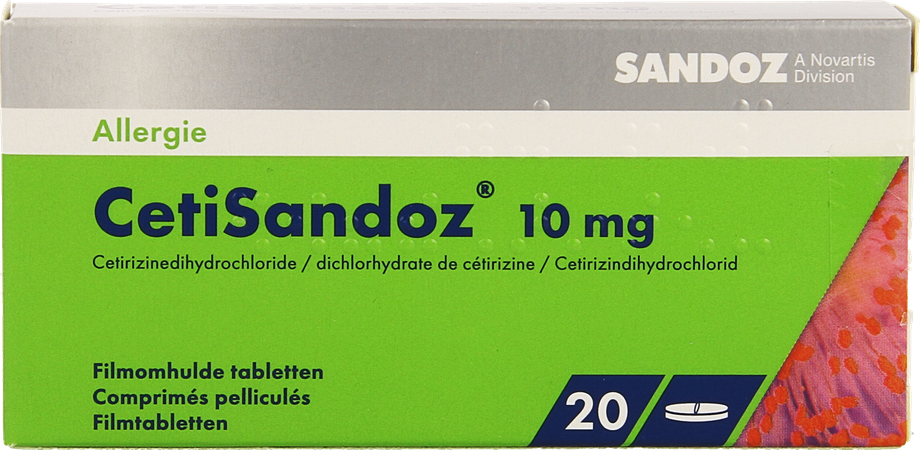 SANDOZ A Novartis
Division
Allergie
CetiSandoz® 10 mg
Cetirizinedihydrochloride / dichlorhydrate de cétirizine / Cetirizindihydrochlorid
Filmomhulde tabletten
Comprimés pelliculés
Filmtabletten
20